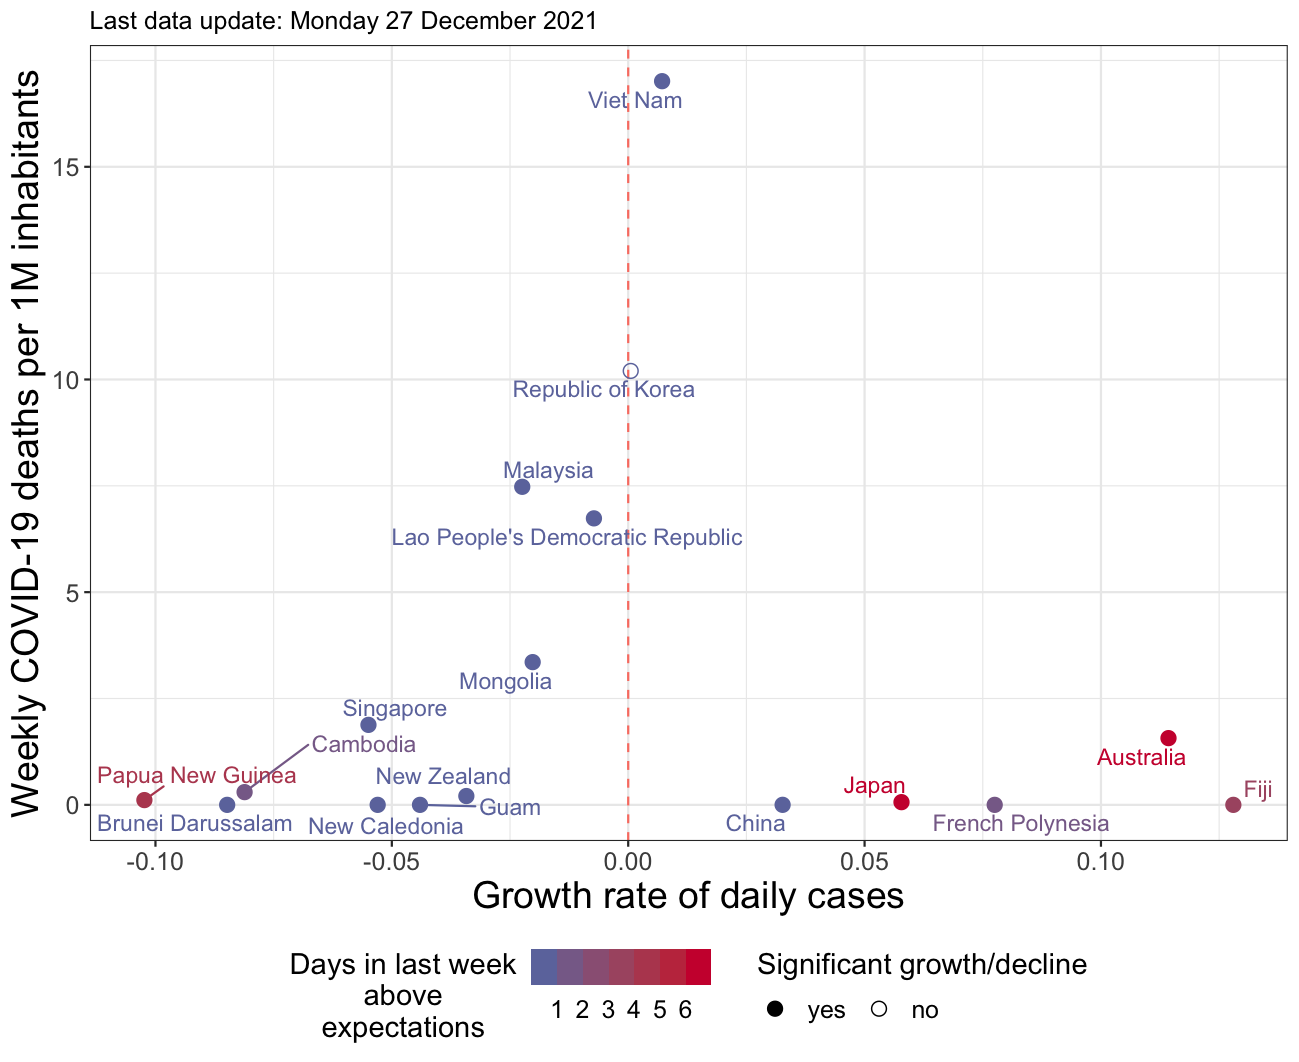 Last data update: Monday 27 December 2021
Weekly COVID-19 deaths per 1M inhabitants
15
10
5
0
Viet Nam
Republic of Korea
Malaysia
Lao People's Democratic Republic
Mongolia
Singapore
Cambodia
Papua New Guinea
New Zealand
Guam
Brunei Darussalam
New Caledonia
China
Japan
French Polynesia
Australia
Fiji
-0.10 -0.05 0.00 0.05 0.10
Growth rate of daily cases
Days in last week
above
expectations
1 2 3 4 5 6
Significant growth/decline
yes no